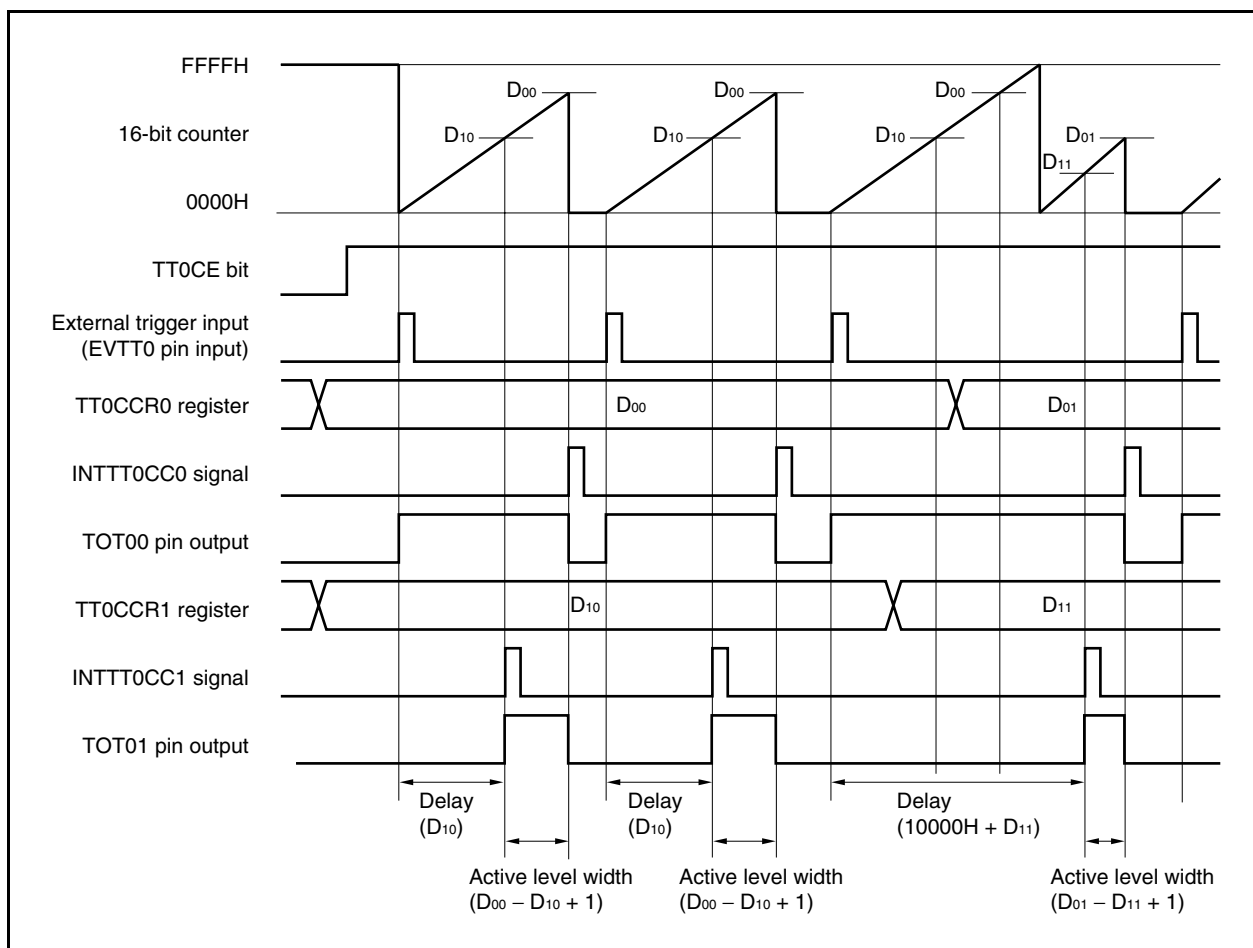 FFFFH
D00
D00
D00
16-bit counter
D10
D10
D10
D01
D11
0000H
TT0CE bit
External trigger input
(EVTT0 pin input)
TT0CCR0 register
D00
D01
INTTT0CC0 signal
TOT00 pin output
TT0CCR1 register
D10
D11
INTTT0CC1 signal
TOT01 pin output
Delay
(D10)
Delay
(D10)
Delay
(10000H + D11)
Active level width
(D00 − D10 + 1)
Active level width
(D00 − D10 + 1)
Active level width
(D01 − D11 + 1)